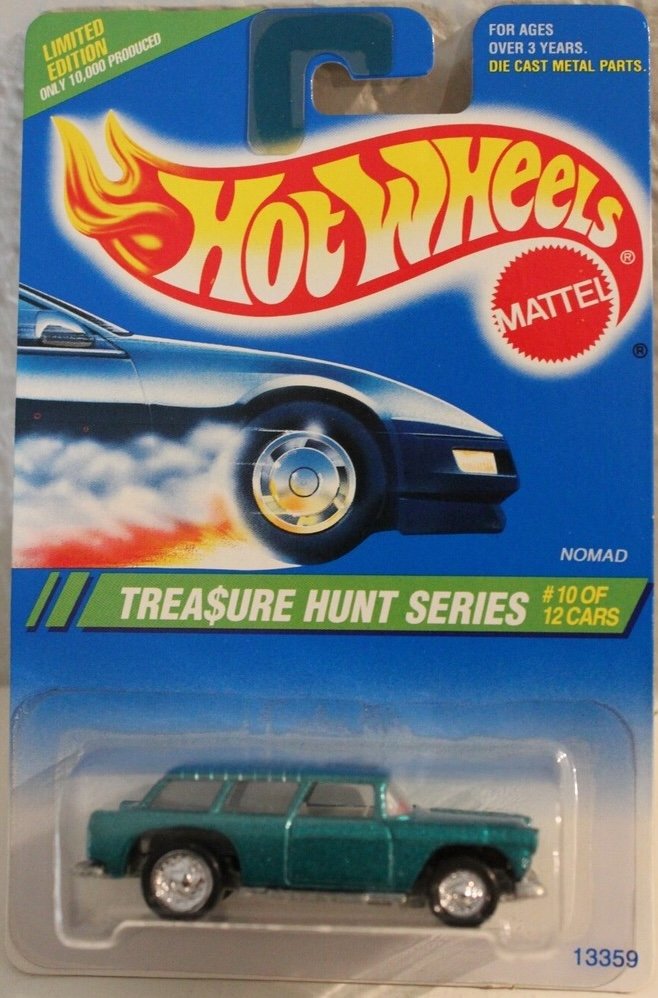 LIMITED
EDITION
ONLY 10,000 PRODUCED
FOR AGES
OVER 3 YEARS.
DIE CAST METAL PARTS.
HOT WHEELS
®
MATTEL
®
NOMAD
TREA$URE HUNT SERIES
#10 OF
12 CARS
13359